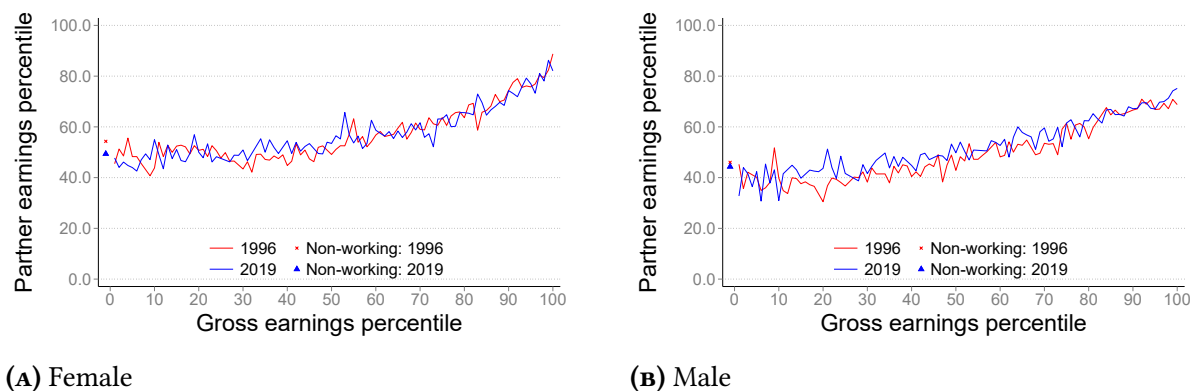 Partner earnings percentile
100.0
80.0
60.0
40.0
20.0
0.0
1996 Non-working: 1996
2019 Non-working: 2019
0 10 20 30 40 50 60 70 80 90 100
Gross earnings percentile
(A) Female
Partner earnings percentile
100.0
80.0
60.0
40.0
20.0
0.0
1996 Non-working: 1996
2019 Non-working: 2019
0 10 20 30 40 50 60 70 80 90 100
Gross earnings percentile
(B) Male